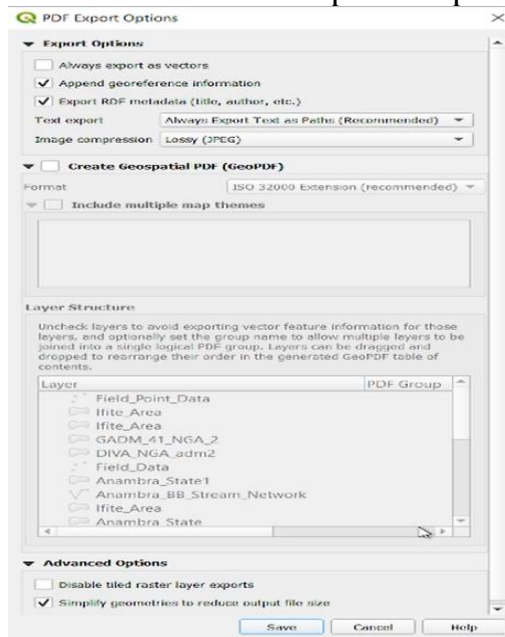 PDF Export Options
Export Options
Always export as vectors
Append georeference information
Export RDF metadata (title, author, etc.)
Text export Always Export Text as Paths (Recommended)
Image compression Lossy (JPEG)
Create Geospatial PDF (GeoPDF)
Format ISO 32000 Extension (recommended)
Include multiple map themes
Layer Structure
Uncheck layers to avoid exporting vector feature information for those
layers, and optionally set the group name to allow multiple layers to be
joined into a single logical PDF group. Layers can be dragged and
dropped to rearrange their order in the generated GeoPDF table of
contents.
Layer PDF Group
Field_Point_Data
Ifite_Area
Ifite_Area
GADM_41_NGA_2
DIVA_NGA_adm2
Field_Data
Anambra_State1
Anambra_BB_Stream_Network
Ifite_Area
Anambra_State
Advanced Options
Disable tiled raster layer exports
Simplify geometries to reduce output file size
Save Cancel Help